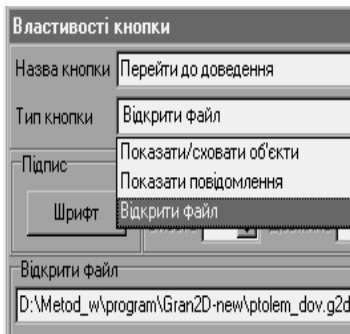 Властивості кнопки
Назва кнопки Перейти до доведення
Тип кнопки Відкрити файл
Показати/сховати об'єкти
Показати повідомлення
Відкрити файл
Підпис
Шрифт
Відкрити файл
D:\Metod_w\program\Gran2D-new\ptolem_dov.g2d